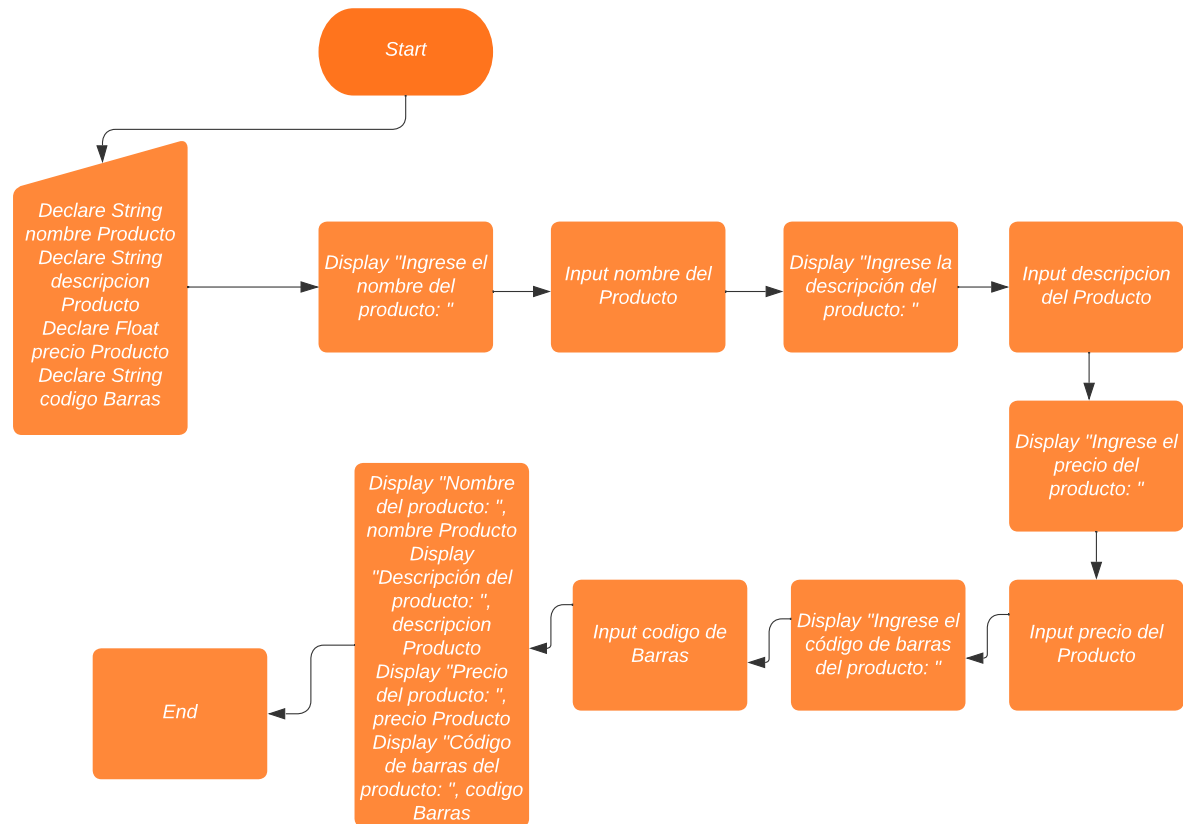 Start
Declare String
nombre Producto
Declare String
descripcion
Producto
Declare Float
precio Producto
Declare String
codigo Barras
Display "Ingrese el
nombre del
producto: "
Input nombre del
Producto
Display "Ingrese la
descripción del
producto: "
Input descripcion
del Producto
Display "Ingrese el
precio del
producto: "
Input precio del
Producto
Display "Ingrese el
código de barras
del producto: "
Input codigo de
Barras
Display "Nombre
del producto: ",
nombre Producto
Display
"Descripción del
producto: ",
descripcion
Producto
Display "Precio
del producto: ",
precio Producto
Display "Código
de barras del
producto: ", codigo
Barras
End